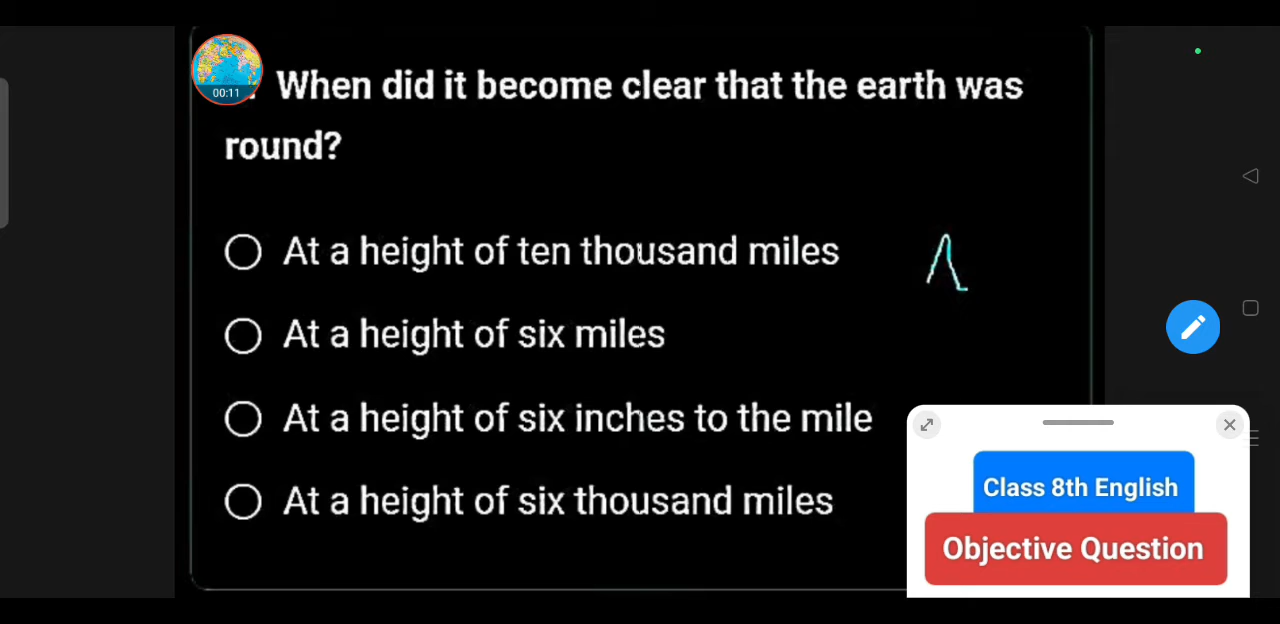 00:11
When did it become clear that the earth was
round?
At a height of ten thousand miles
At a height of six miles
At a height of six inches to the mile
At a height of six thousand miles
Class 8th English
Objective Question